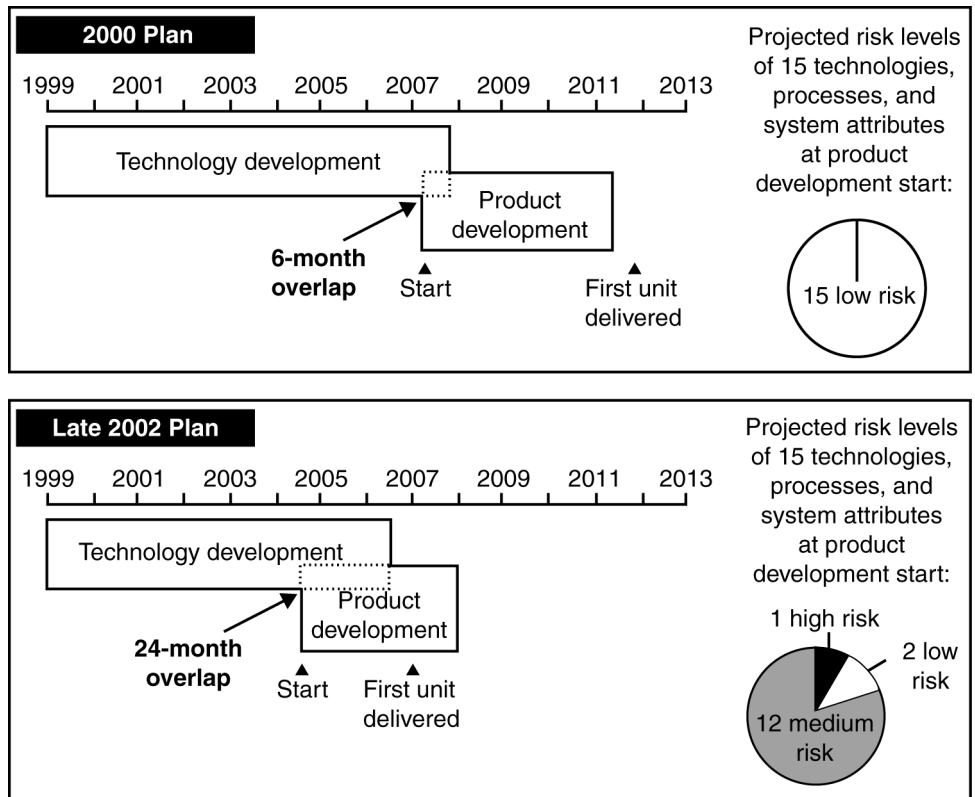 2000 Plan
1999 2001 2003 2005 2007 2009 2011 2013
Technology development
Product
development
6-month
overlap
Start
First unit
delivered
Projected risk levels
of 15 technologies,
processes, and
system attributes
at product
development start:
15 low risk
Late 2002 Plan
1999 2001 2003 2005 2007 2009 2011 2013
Technology development
Product
development
24-month
overlap
Start
First unit
delivered
Projected risk levels
of 15 technologies,
processes, and
system attributes
at product
development start:
1 high risk
2 low
risk
12 medium
risk